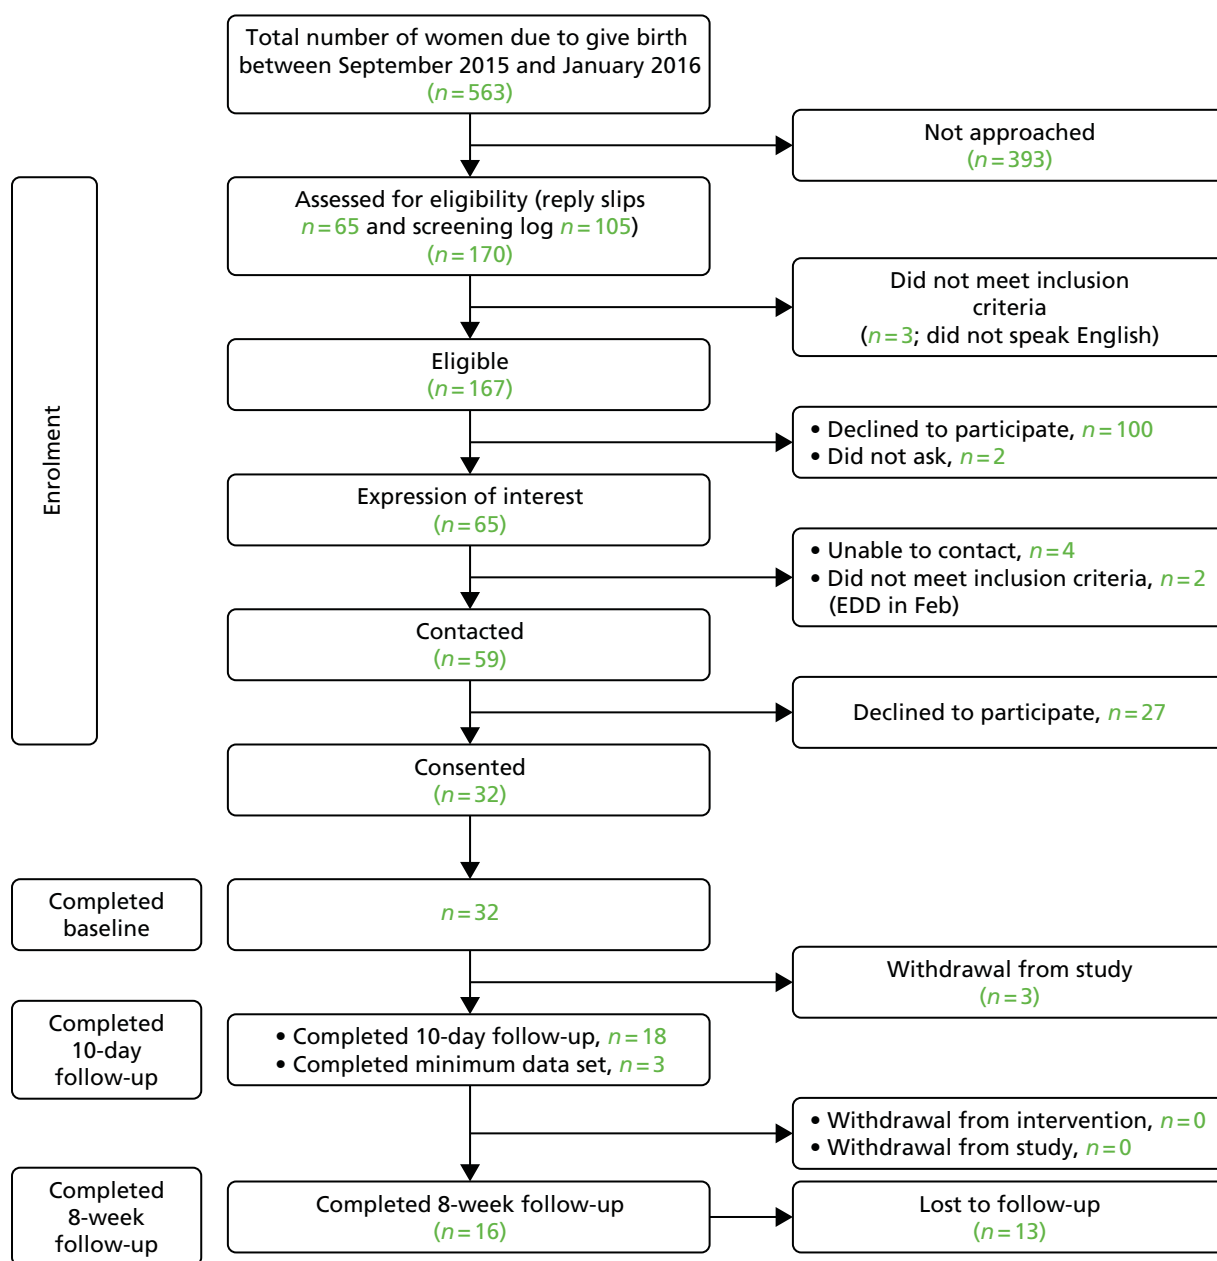 Total number of women due to give birth
between September 2015 and January 2016
(n=563)
Not approached
(n=393)
Enrolment
Assessed for eligibility (reply slips
n=65 and screening log n=105)
(n=170)
Did not meet inclusion
criteria
(n=3; did not speak English)
Eligible
(n=167)
• Declined to participate, n=100
• Did not ask, n=2
Expression of interest
(n=65)
• Unable to contact, n=4
• Did not meet inclusion criteria, n=2
(EDD in Feb)
Contacted
(n=59)
Declined to participate, n=27
Consented
(n=32)
Completed
baseline
n=32
Withdrawal from study
(n=3)
Completed
10-day
follow-up
• Completed 10-day follow-up, n=18
• Completed minimum data set, n=3
• Withdrawal from intervention, n=0
• Withdrawal from study, n=0
Completed
8-week
follow-up
Completed 8-week follow-up
(n=16)
Lost to follow-up
(n=13)